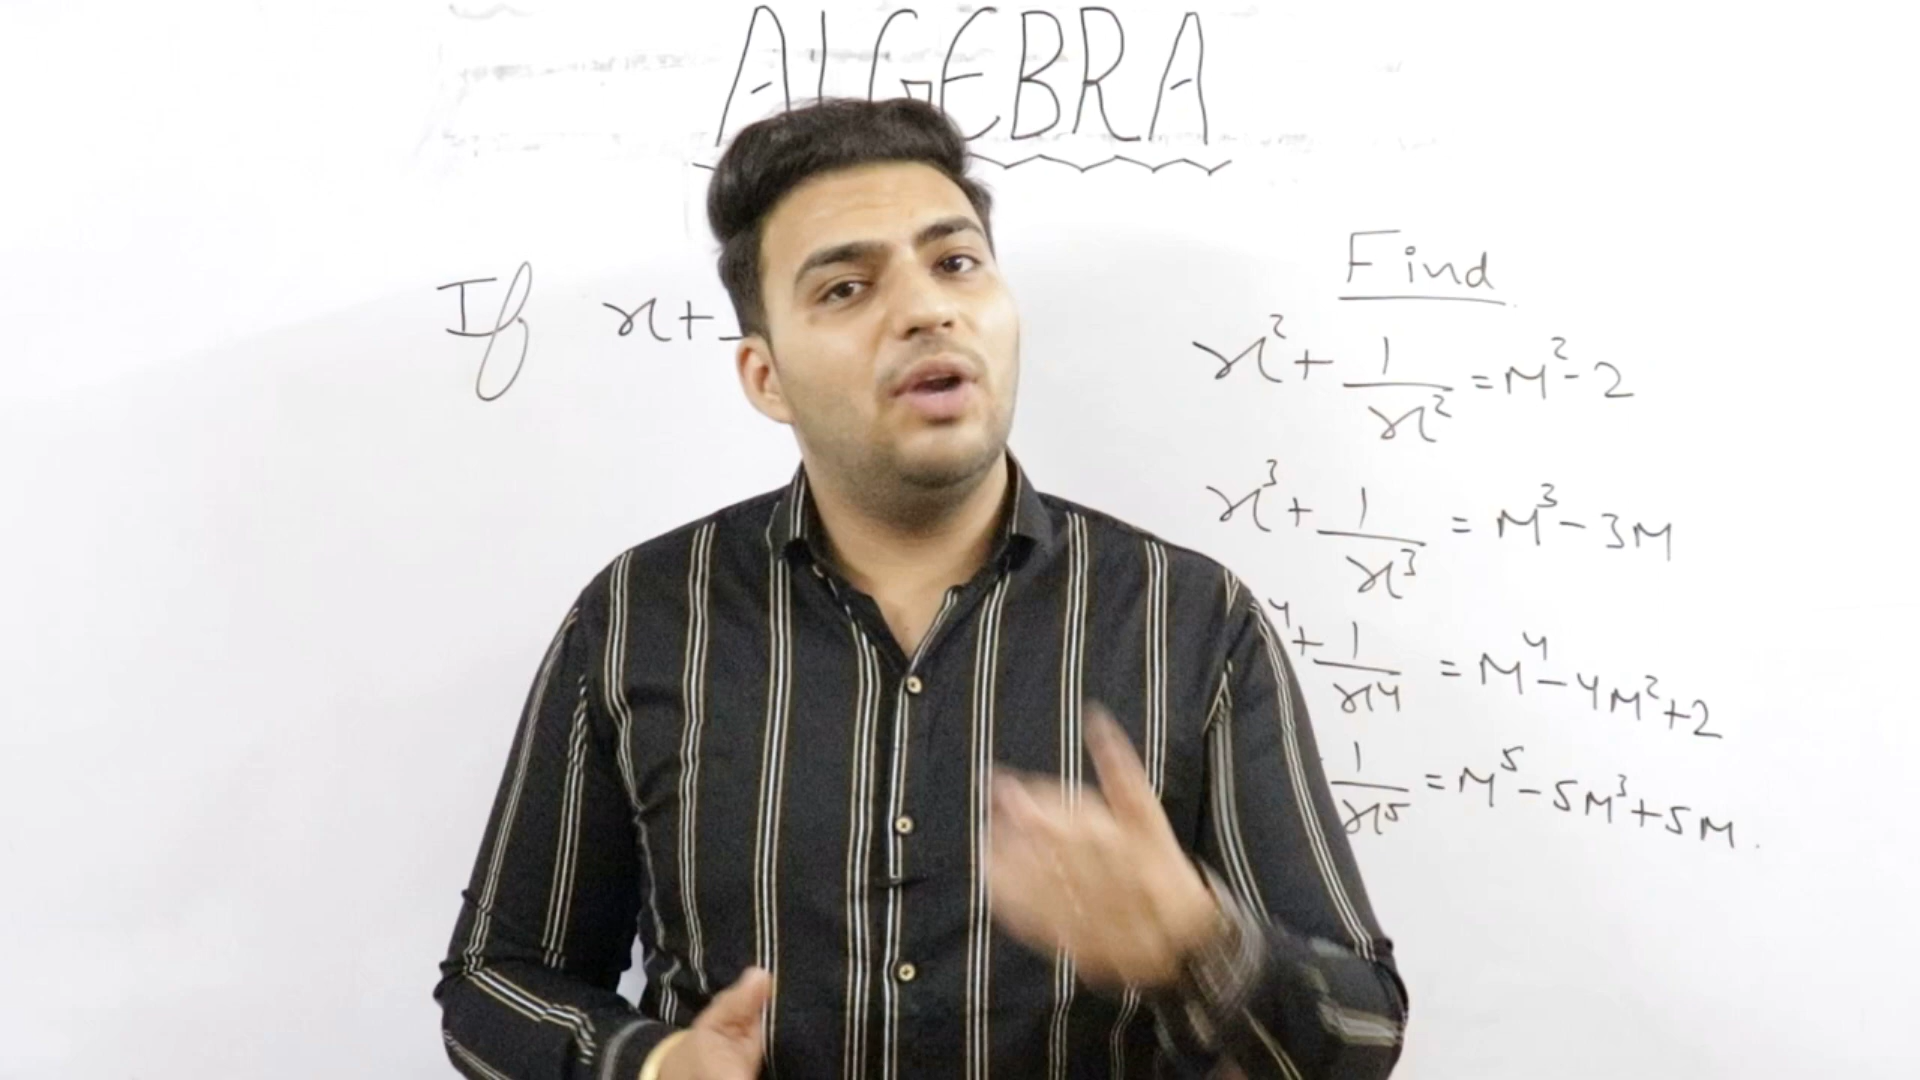 ALGEBRA
If x+
Find
x² + 1/x² = M² - 2
x³ + 1/x³ = M³ - 3M
⁴ + 1/x⁴ = M⁴ - 4M² + 2
1/x⁵ = M⁵ - 5M³ + 5M.